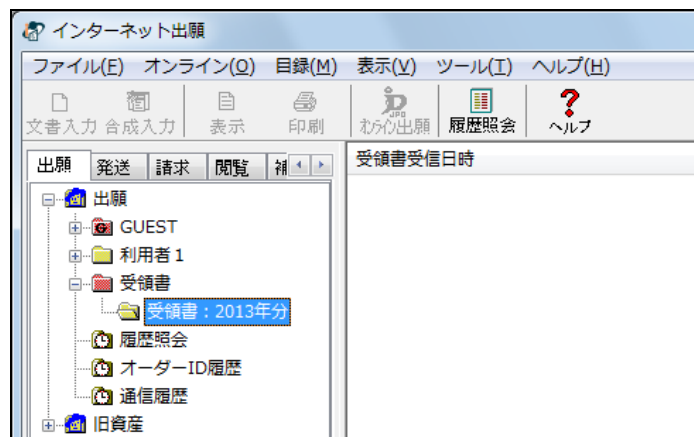 インターネット出願
ファイル(F) オンライン(O) 目録(M) 表示(V) ツール(T) ヘルプ(H)
文書入力 合成入力 表示 印刷 オンライン出願 履歴照会 ヘルプ
出願 発送 請求 閲覧 補
受領書受信日時
出願
GUEST
利用者1
受領書
受領書：2013年分
履歴照会
オーダーID履歴
通信履歴
旧資産